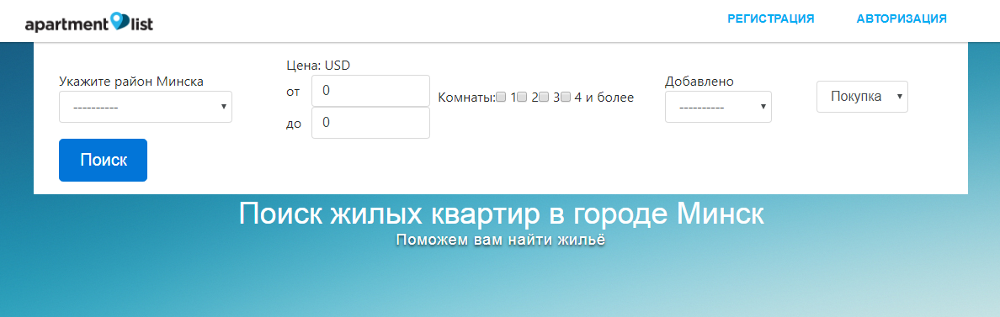 apartment list
РЕГИСТРАЦИЯ АВТОРИЗАЦИЯ
Цена: USD
Укажите район Минска
от 0
Комнаты: 1 2 3 4 и более
Добавлено
Покупка
----------
до 0
----------
Поиск
Поиск жилых квартир в городе Минск
Поможем вам найти жильё